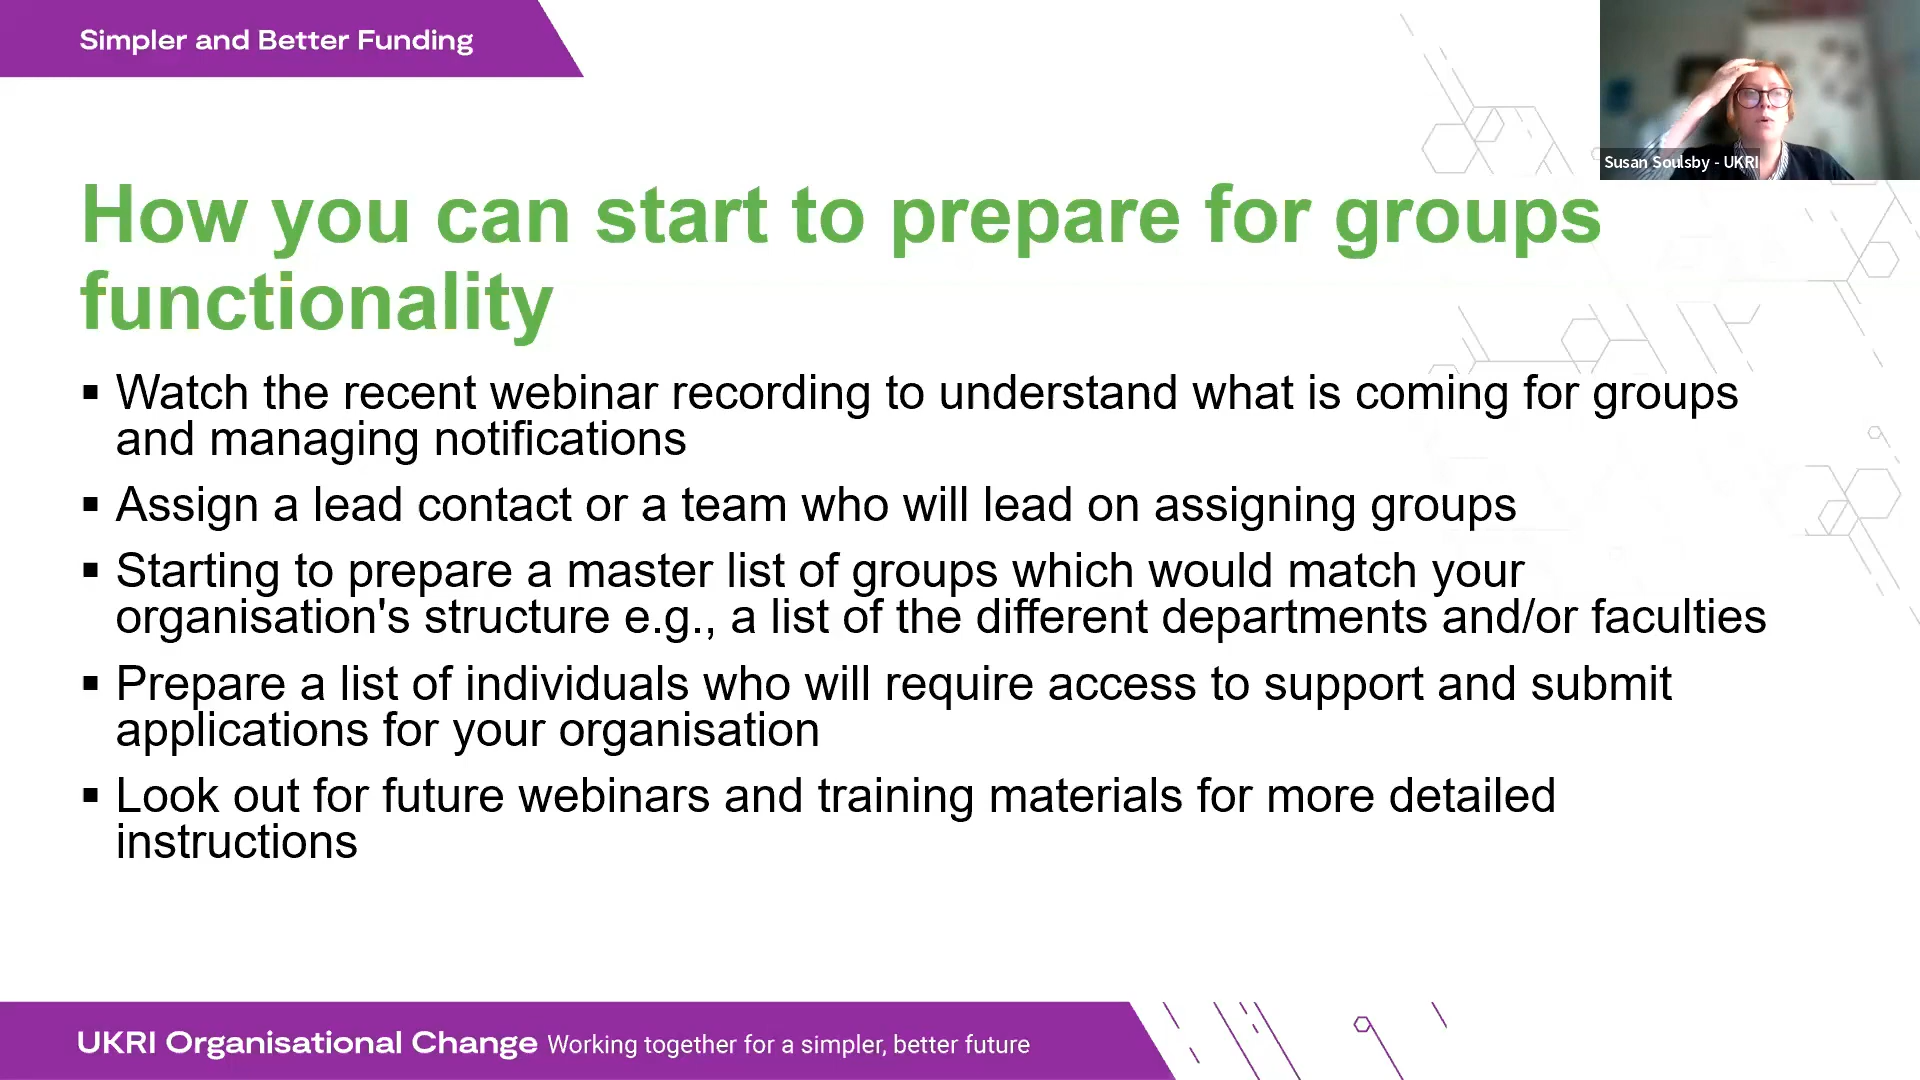 Simpler and Better Funding
Susan Soulsby - UKRI
How you can start to prepare for groups
functionality
▪ Watch the recent webinar recording to understand what is coming for groups
and managing notifications
▪ Assign a lead contact or a team who will lead on assigning groups
▪ Starting to prepare a master list of groups which would match your
organisation's structure e.g., a list of the different departments and/or faculties
▪ Prepare a list of individuals who will require access to support and submit
applications for your organisation
▪ Look out for future webinars and training materials for more detailed
instructions
UKRI Organisational Change Working together for a simpler, better future